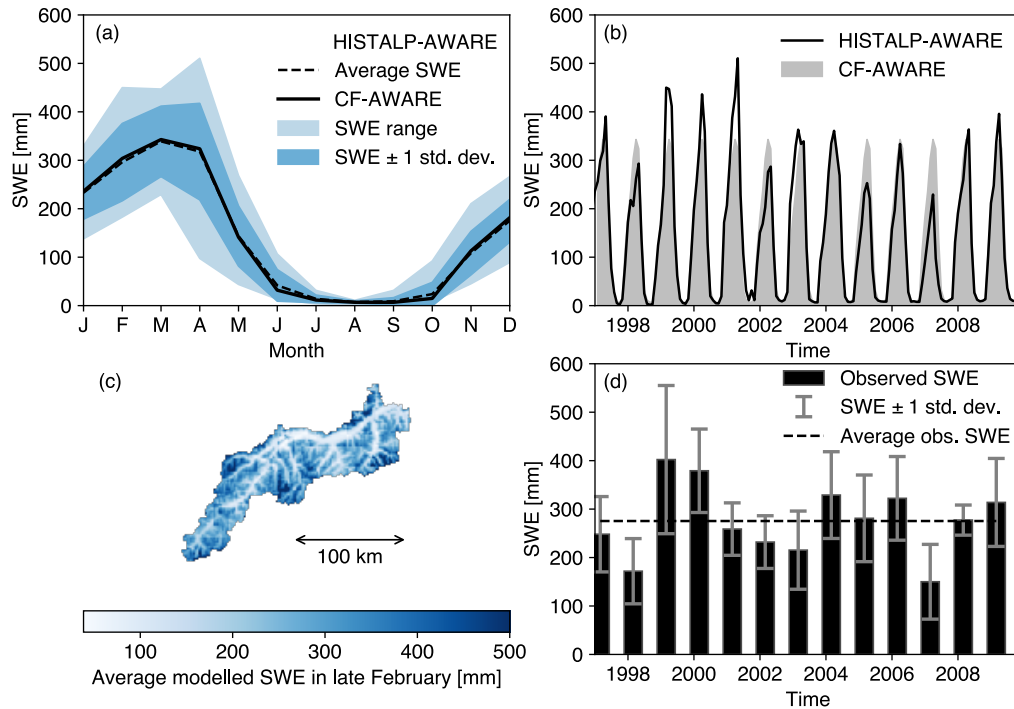 (a)
HISTALP-AWARE
Average SWE
CF-AWARE
SWE range
SWE ± 1 std. dev.
SWE [mm]
600
500
400
300
200
100
0
J F M A M J J A S O N D
Month
(b)
HISTALP-AWARE
CF-AWARE
SWE [mm]
600
500
400
300
200
100
0
1998 2000 2002 2004 2006 2008
Time
(c)
100 km
100 200 300 400 500
Average modelled SWE in late February [mm]
(d)
Observed SWE
SWE ± 1 std. dev.
Average obs. SWE
SWE [mm]
600
500
400
300
200
100
0
1998 2000 2002 2004 2006 2008
Time